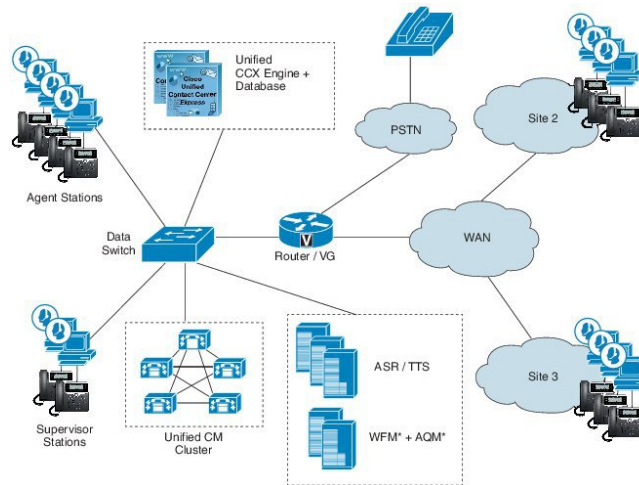 Unified
CCX Engine +
Database
Cisco
Unified
Contact Center
Express
PSTN
Site 2
Agent Stations
Data
Switch
Router / VG
V
WAN
ASR / TTS
Site 3
WFM* + AQM*
Supervisor
Stations
Unified CM
Cluster